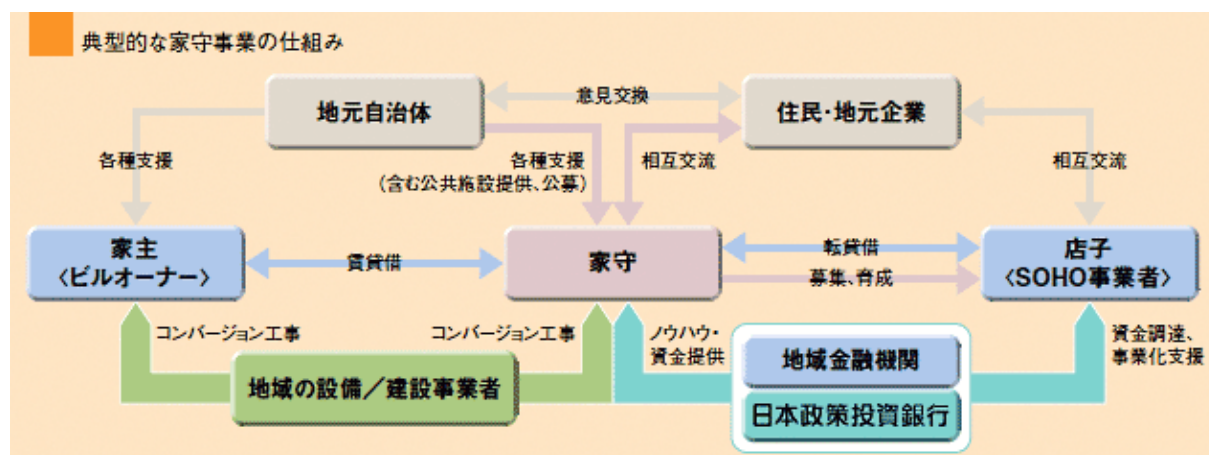 典型的な家守事業の仕組み
地元自治体
意見交換
住民・地元企業
各種支援
各種支援
(含む公共施設提供、公募)
相互交流
相互交流
家主
〈ビルオーナー〉
賃貸借
家守
転貸借
募集、育成
店子
〈SOHO事業者〉
コンバージョン工事
コンバージョン工事
ノウハウ・
資金提供
地域金融機関
資金調達、
事業化支援
地域の設備／建設事業者
日本政策投資銀行